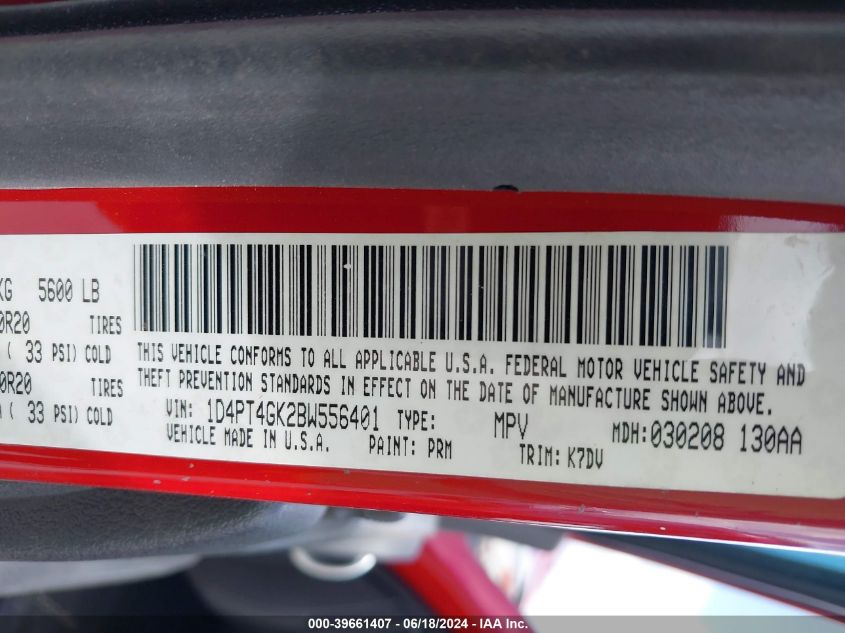 KG 5600 LB
0R20 TIRES
( 33 PSI) COLD
0R20 TIRES
( 33 PSI) COLD
THIS VEHICLE CONFORMS TO ALL APPLICABLE U.S.A. FEDERAL MOTOR VEHICLE SAFETY AND
THEFT PREVENTION STANDARDS IN EFFECT ON THE DATE OF MANUFACTURE SHOWN ABOVE.
VIN: 1D4PT4GK2BW556401 TYPE: MPV MDH: 030208 130AA
VEHICLE MADE IN U.S.A. PAINT: PRM TRIM: K7DV
000-39661407 / 06/18/2024 - IAA Inc.